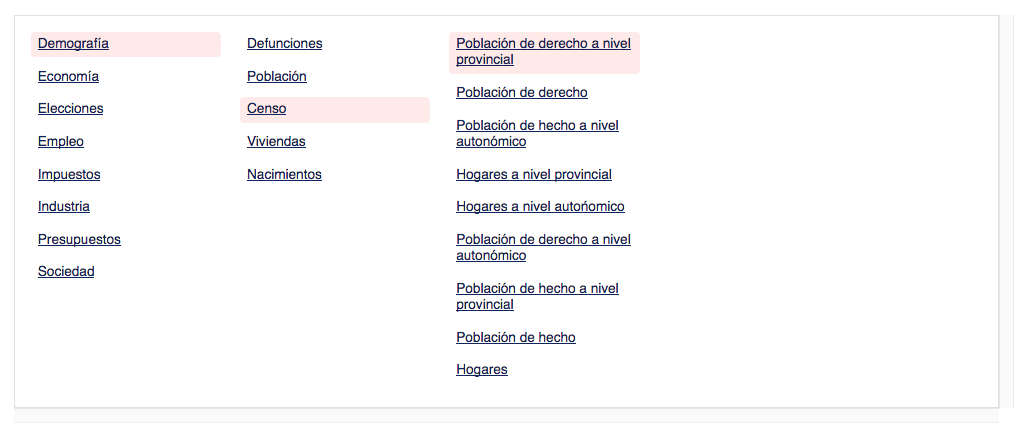 Demografía
Economía
Elecciones
Empleo
Impuestos
Industria
Presupuestos
Sociedad
Defunciones
Población
Censo
Viviendas
Nacimientos
Población de derecho a nivel
provincial
Población de derecho
Población de hecho a nivel
autonómico
Hogares a nivel provincial
Hogares a nivel autońomico
Población de derecho a nivel
autonómico
Población de hecho a nivel
provincial
Población de hecho
Hogares